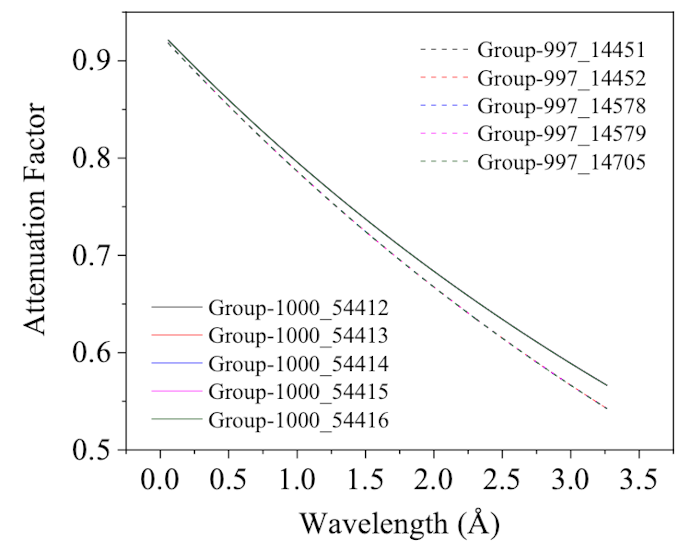 Attenuation Factor
0.9
0.8
0.7
0.6
0.5
Group-997_14451
Group-997_14452
Group-997_14578
Group-997_14579
Group-997_14705
Group-1000_54412
Group-1000_54413
Group-1000_54414
Group-1000_54415
Group-1000_54416
0.0 0.5 1.0 1.5 2.0 2.5 3.0 3.5
Wavelength (Å)